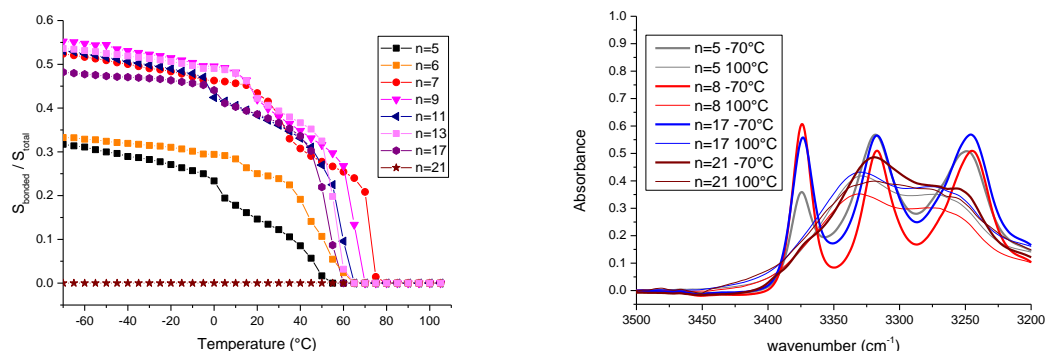 0.6
0.5
0.4
0.3
0.2
0.1
0.0
S bonded / S total
-60 -40 -20 0 20 40 60 80 100
Temperature (°C)
n=5
n=6
n=7
n=9
n=11
n=13
n=17
n=21
1.0
0.9
0.8
0.7
0.6
0.5
0.4
0.3
0.2
0.1
0.0
Absorbance
3500 3450 3400 3350 3300 3250 3200
wavenumber (cm-1)
n=5 -70°C
n=5 100°C
n=8 -70°C
n=8 100°C
n=17 -70°C
n=17 100°C
n=21 -70°C
n=21 100°C